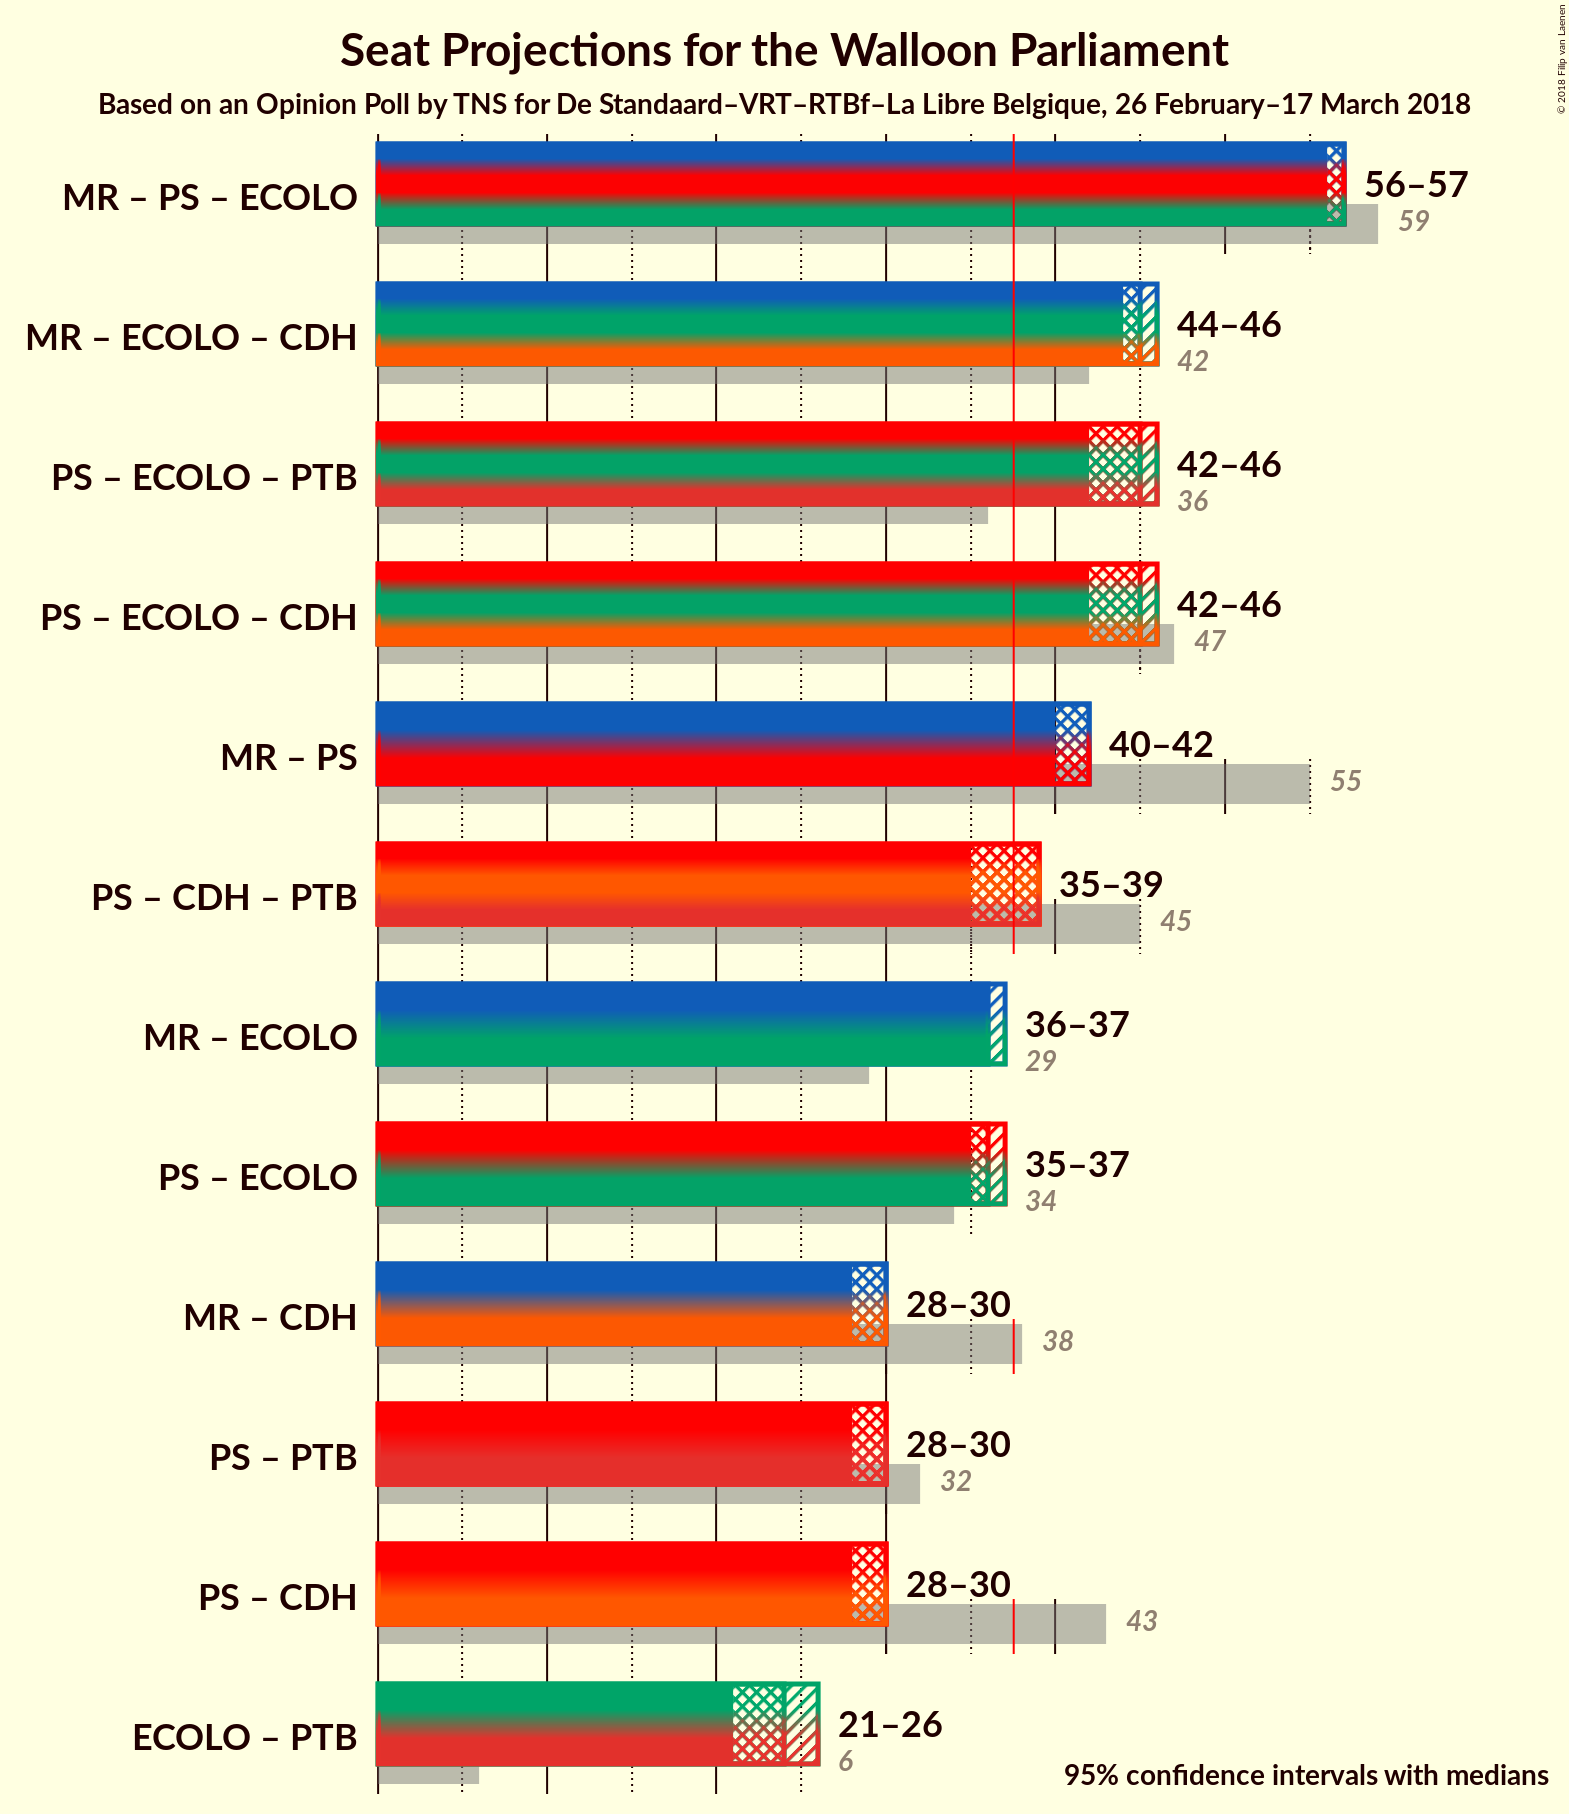 Seat Projections for the Walloon Parliament
Based on an Opinion Poll by TNS for De Standaard–VRT–RTBf–La Libre Belgique, 26 February–17 March 2018
© 2018 Filip van Laenen
MR – PS – ECOLO
56–57
59
MR – ECOLO – CDH
44–46
42
PS – ECOLO – PTB
42–46
36
PS – ECOLO – CDH
42–46
47
MR – PS
40–42
55
PS – CDH – PTB
35–39
45
MR – ECOLO
36–37
29
PS – ECOLO
35–37
34
MR – CDH
28–30
38
PS – PTB
28–30
32
PS – CDH
28–30
43
ECOLO – PTB
21–26
6
95% confidence intervals with medians